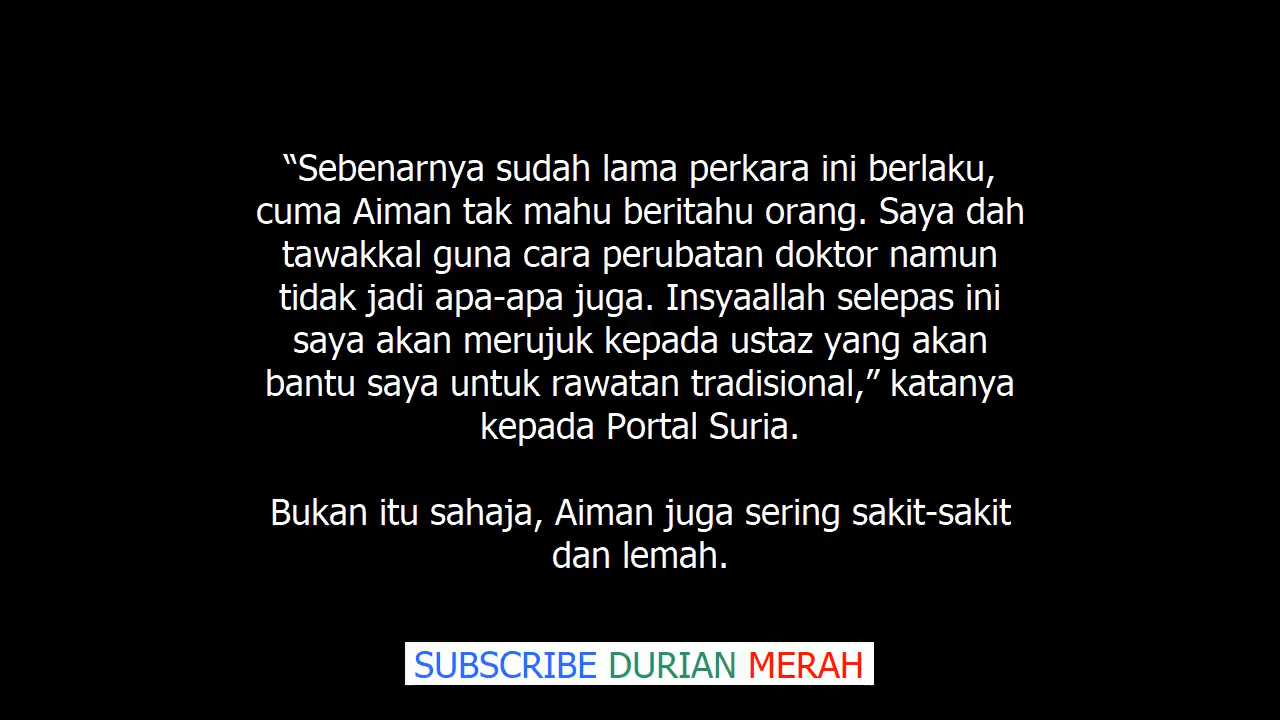 “Sebenarnya sudah lama perkara ini berlaku,
cuma Aiman tak mahu beritahu orang. Saya dah
tawakkal guna cara perubatan doktor namun
tidak jadi apa-apa juga. Insyaallah selepas ini
saya akan merujuk kepada ustaz yang akan
bantu saya untuk rawatan tradisional,” katanya
kepada Portal Suria.
Bukan itu sahaja, Aiman juga sering sakit-sakit
dan lemah.
SUBSCRIBE DURIAN MERAH